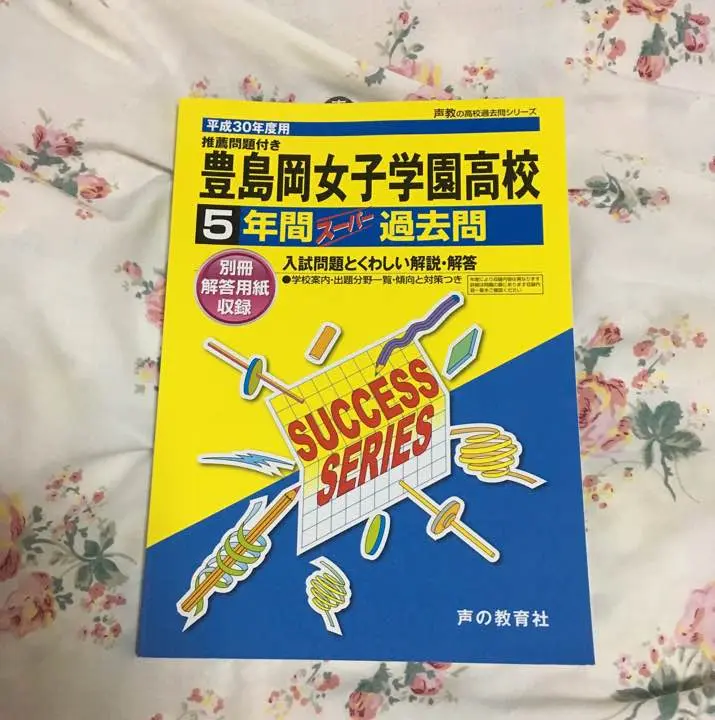 声教の高校過去問シリーズ
平成30年度用
推薦問題付き
豊島岡女子学園高校
5年間スーパー過去問
別冊
解答用紙
収録
入試問題とくわしい解説・解答
●学校案内・出題分野一覧・傾向と対策つき
SUCCESS
SERIES
声の教育社